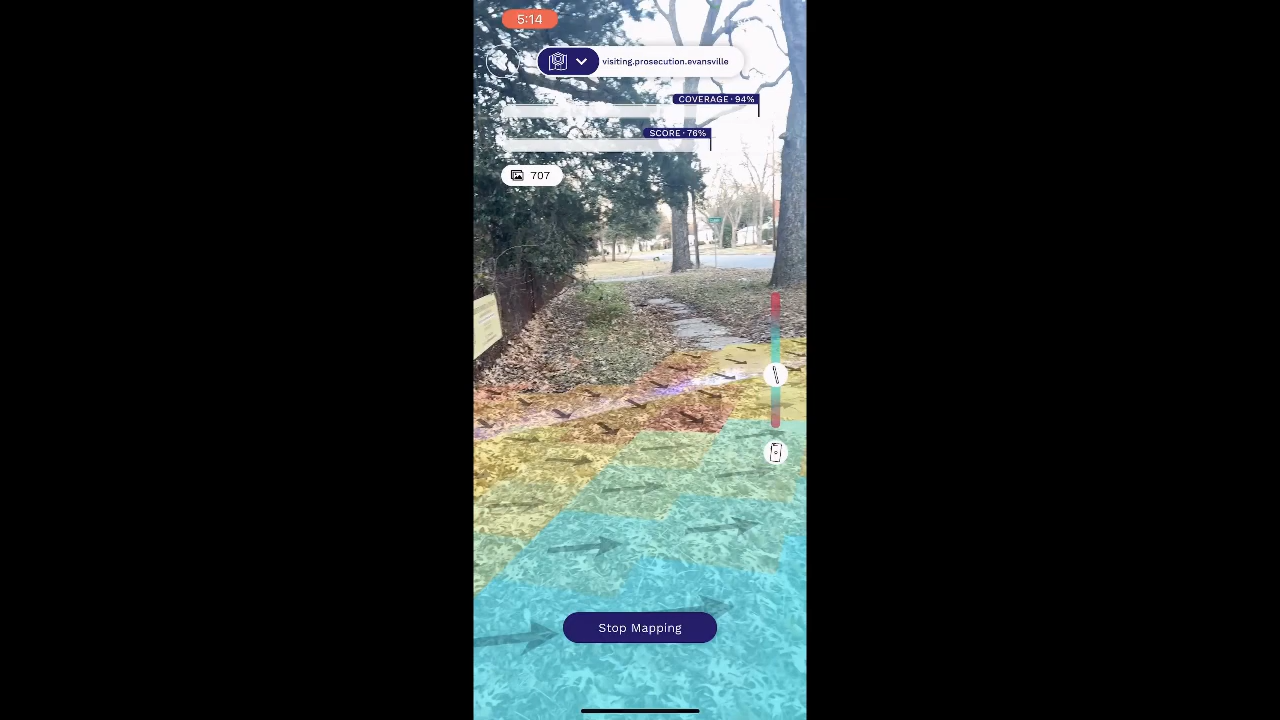 5:14
visiting.prosecution.evansville
COVERAGE · 94%
SCORE · 76%
707
Stop Mapping